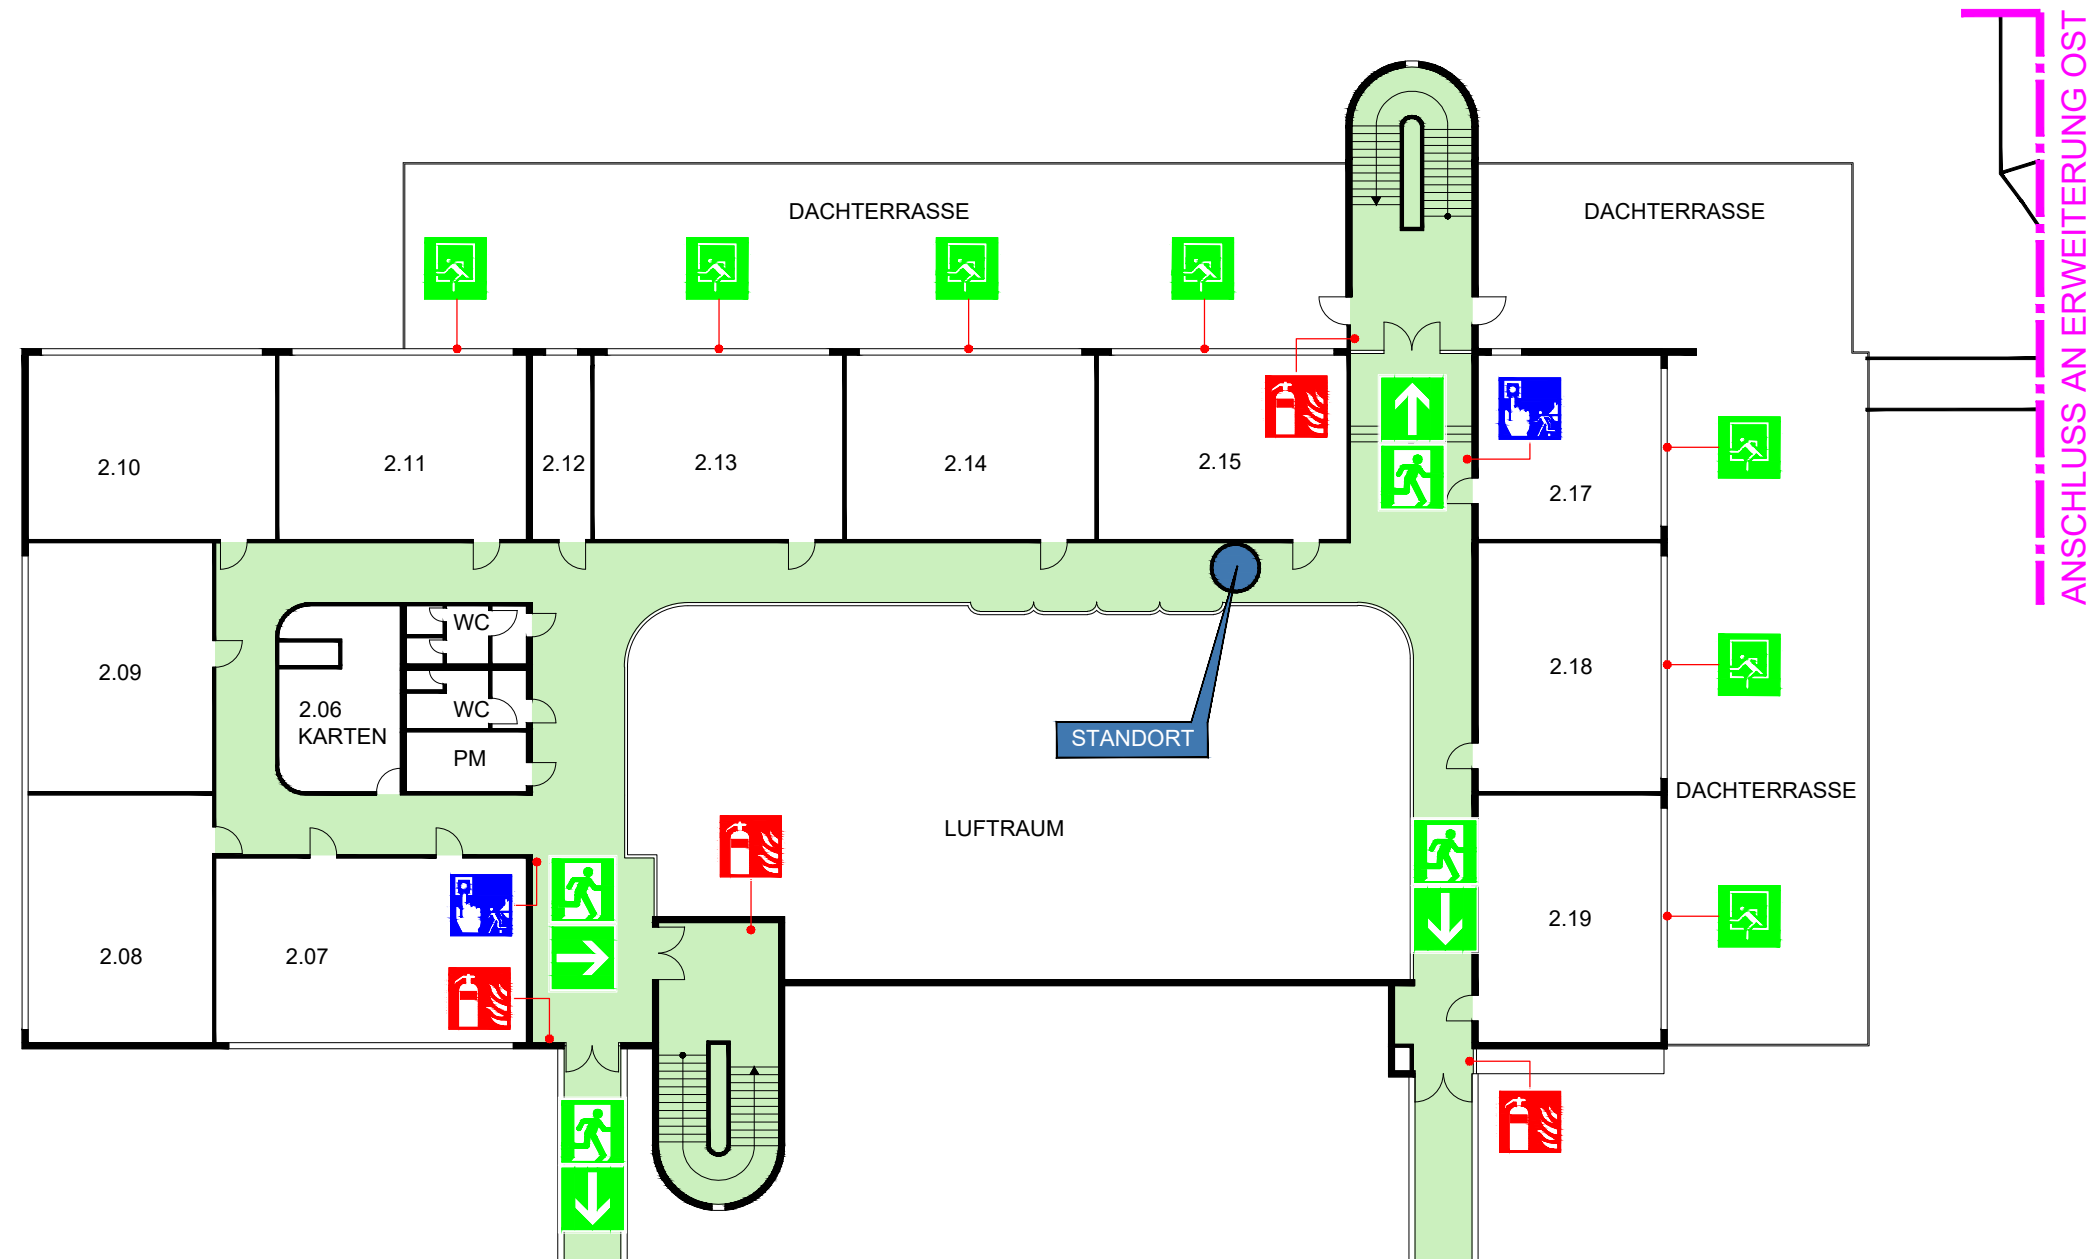 ANSCHLUSS AN ERWEITERUNG OST
DACHTERRASSE
DACHTERRASSE
2.10
2.11
2.12
2.13
2.14
2.15
2.17
2.09
2.06
KARTEN
WC
WC
PM
2.18
STANDORT
DACHTERRASSE
LUFTRAUM
2.08
2.07
2.19